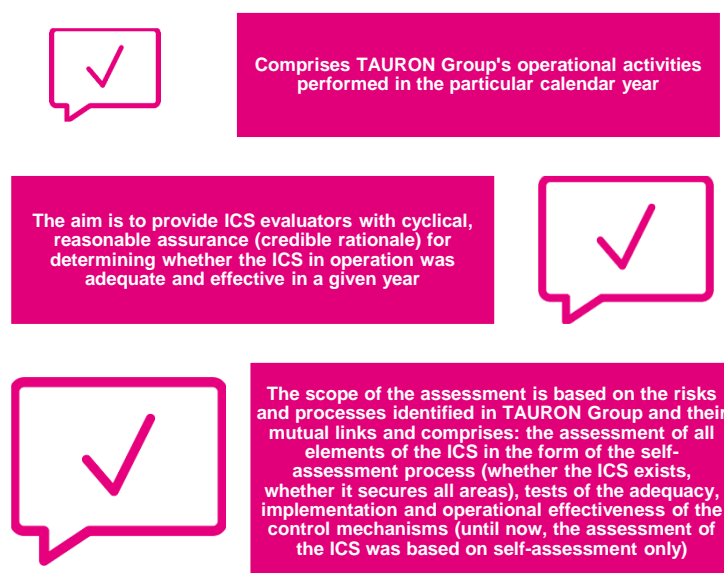 Comprises TAURON Group's operational activities
performed in the particular calendar year
The aim is to provide ICS evaluators with cyclical,
reasonable assurance (credible rationale) for
determining whether the ICS in operation was
adequate and effective in a given year
The scope of the assessment is based on the risks
and processes identified in TAURON Group and their
mutual links and comprises: the assessment of all
elements of the ICS in the form of the self-
assessment process (whether the ICS exists,
whether it secures all areas), tests of the adequacy,
implementation and operational effectiveness of the
control mechanisms (until now, the assessment of
the ICS was based on self-assessment only)